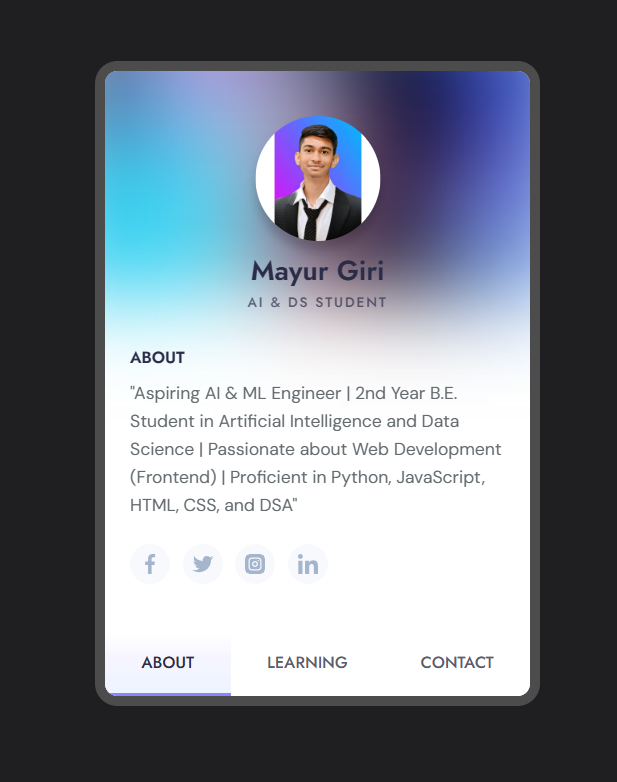 Mayur Giri
AI & DS STUDENT
ABOUT
"Aspiring AI & ML Engineer | 2nd Year B.E.
Student in Artificial Intelligence and Data
Science | Passionate about Web Development
(Frontend) | Proficient in Python, JavaScript,
HTML, CSS, and DSA"
ABOUT LEARNING CONTACT